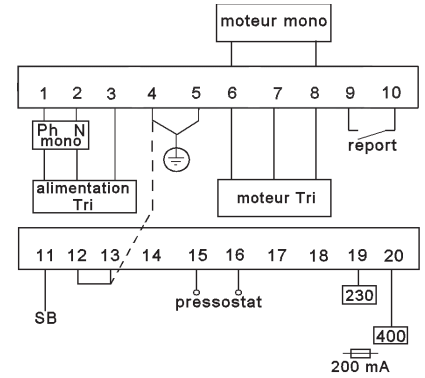 moteur mono
1 2 3 4 5 6 7 8 9 10
Ph N
mono
report
alimentation
Tri
moteur Tri
11 12 13 14 15 16 17 18 19 20
SB
pressostat
230
400
200 mA